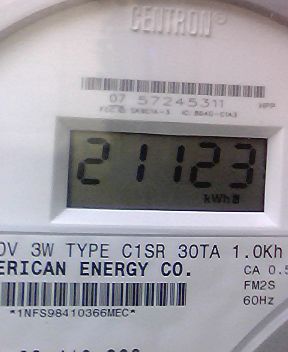 CENTRON®
07 57245311
HPP
21123
kWh
0V 3W TYPE C1SR 30TA 1.0Kh
ERICAN ENERGY CO.
CA 0.5
FM2S
60Hz
*1NFS98410366MEC*